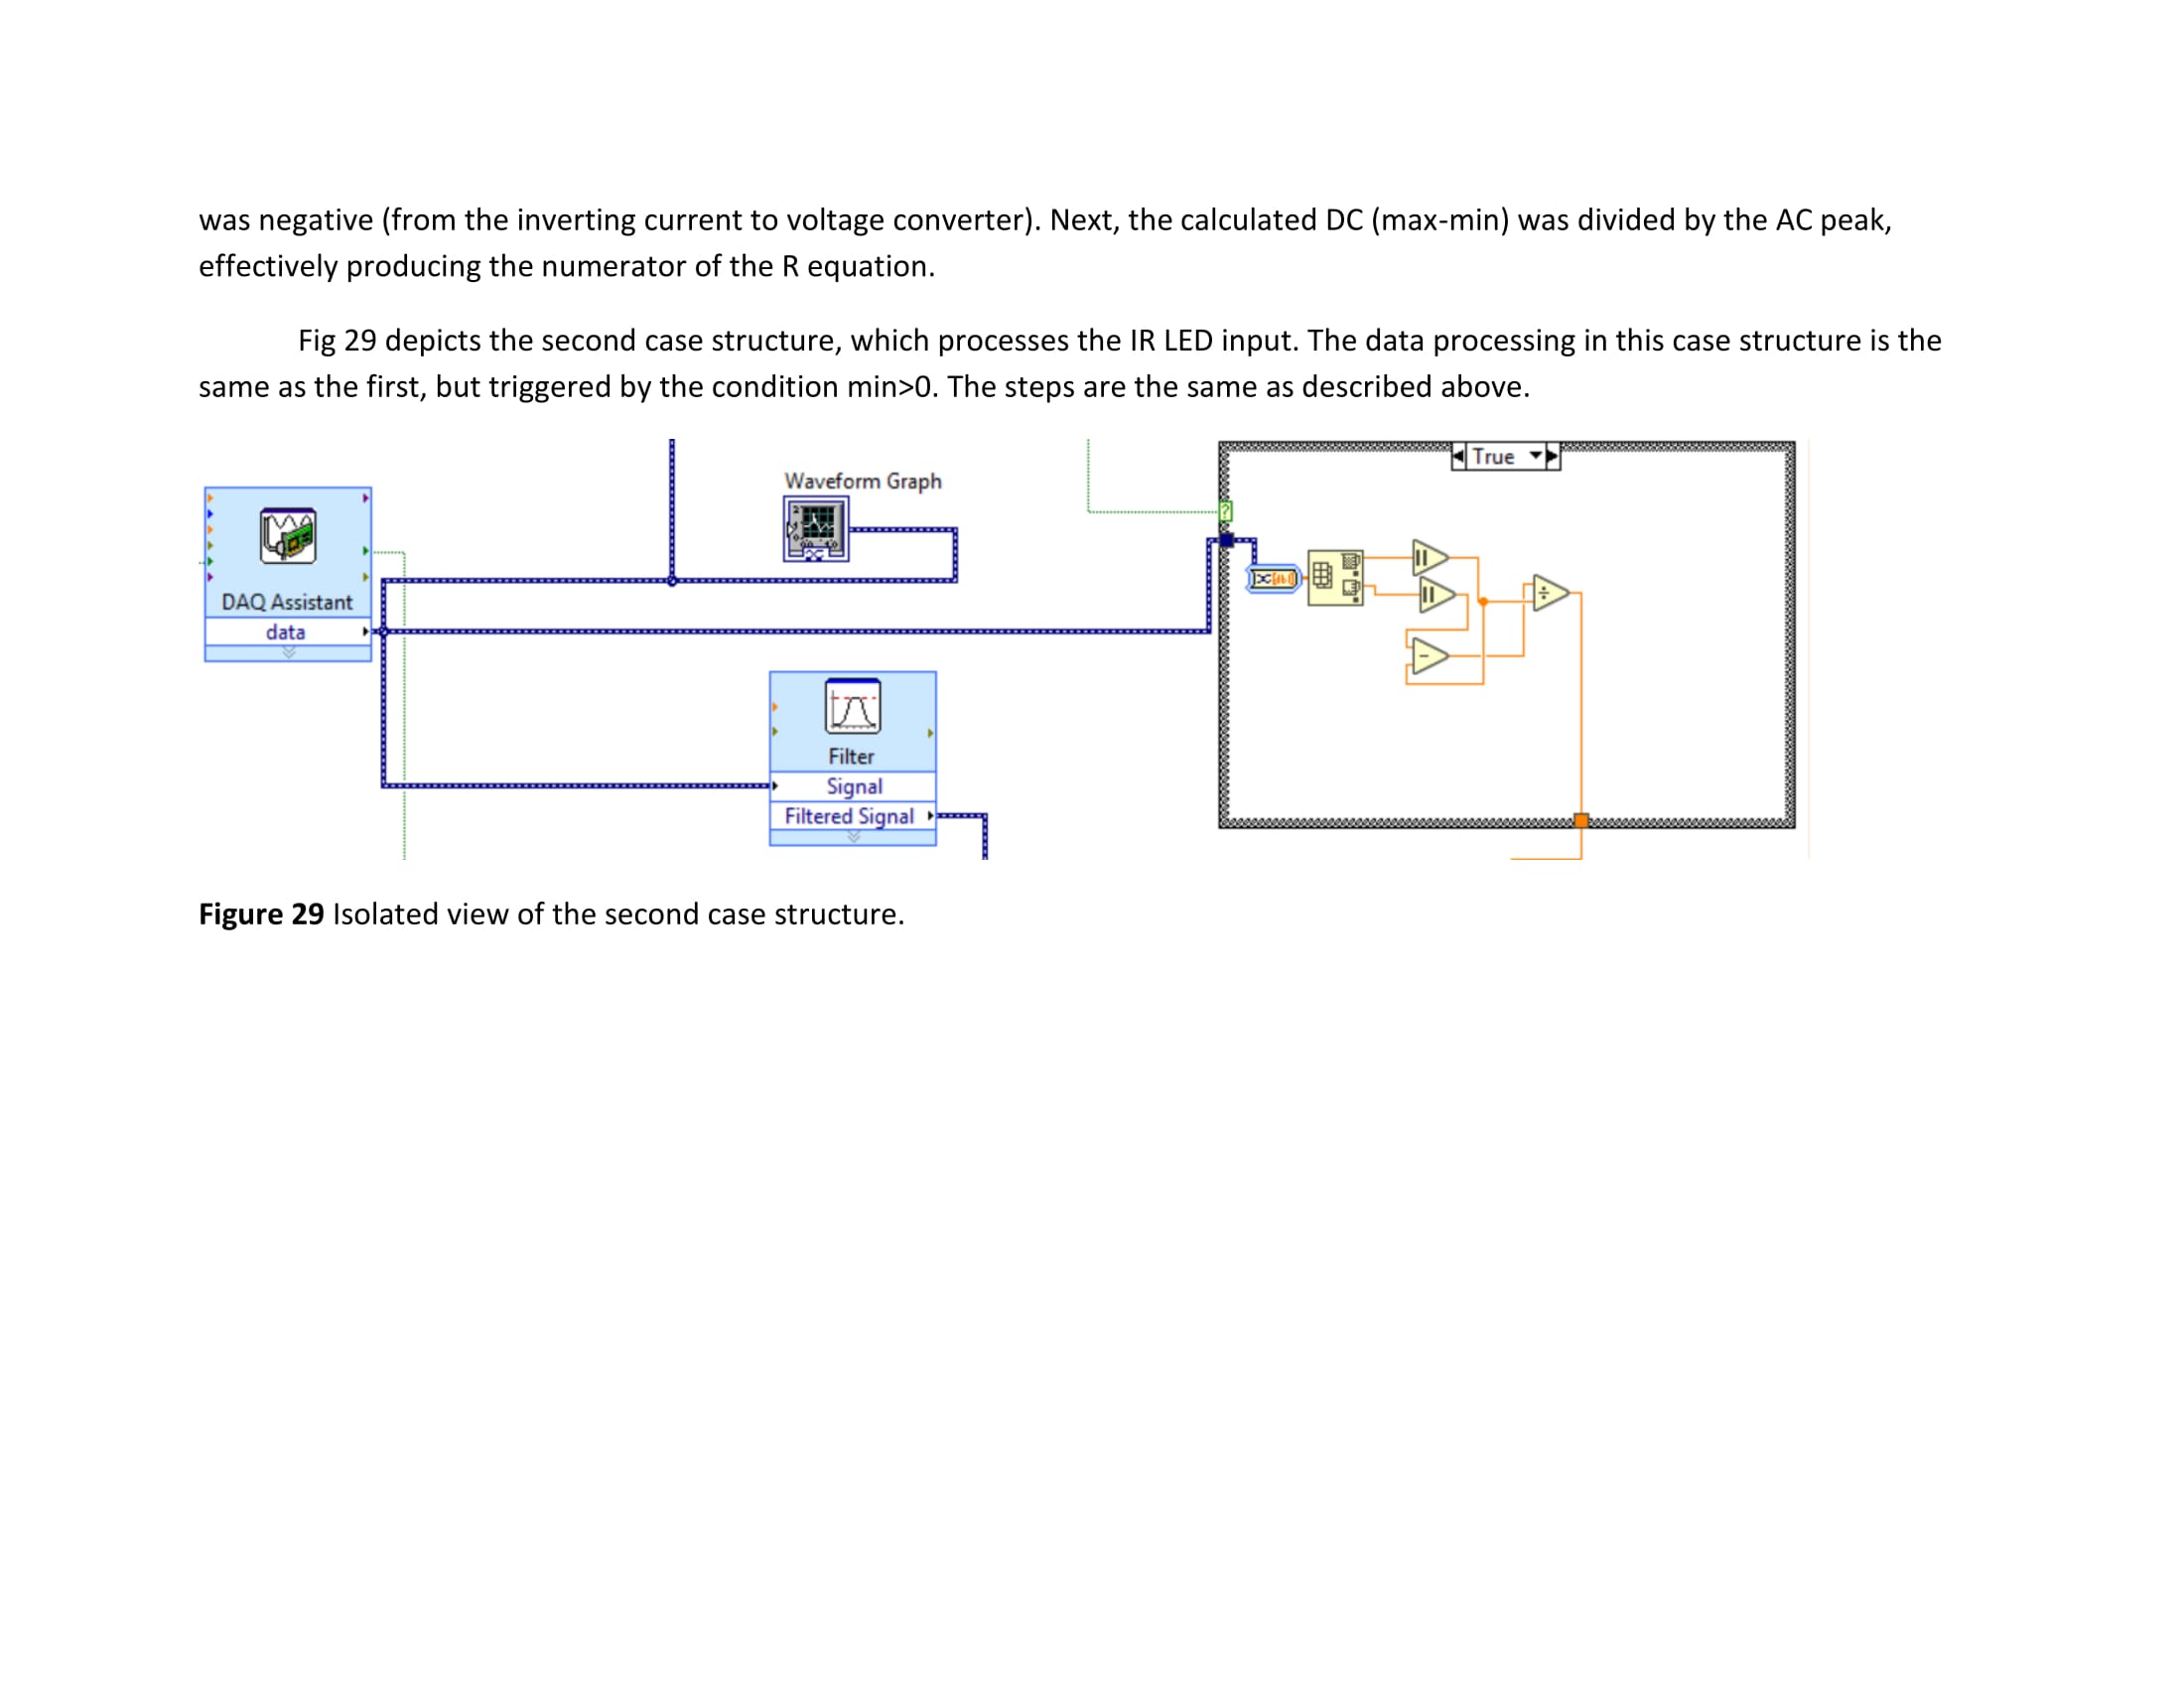 was negative (from the inverting current to voltage converter). Next, the calculated DC (max-min) was divided by the AC peak,
effectively producing the numerator of the R equation.
Fig 29 depicts the second case structure, which processes the IR LED input. The data processing in this case structure is the
same as the first, but triggered by the condition min>0. The steps are the same as described above.
True
Waveform Graph
?
DAQ Assistant
data
Filter
Signal
Filtered Signal
Figure 29 Isolated view of the second case structure.